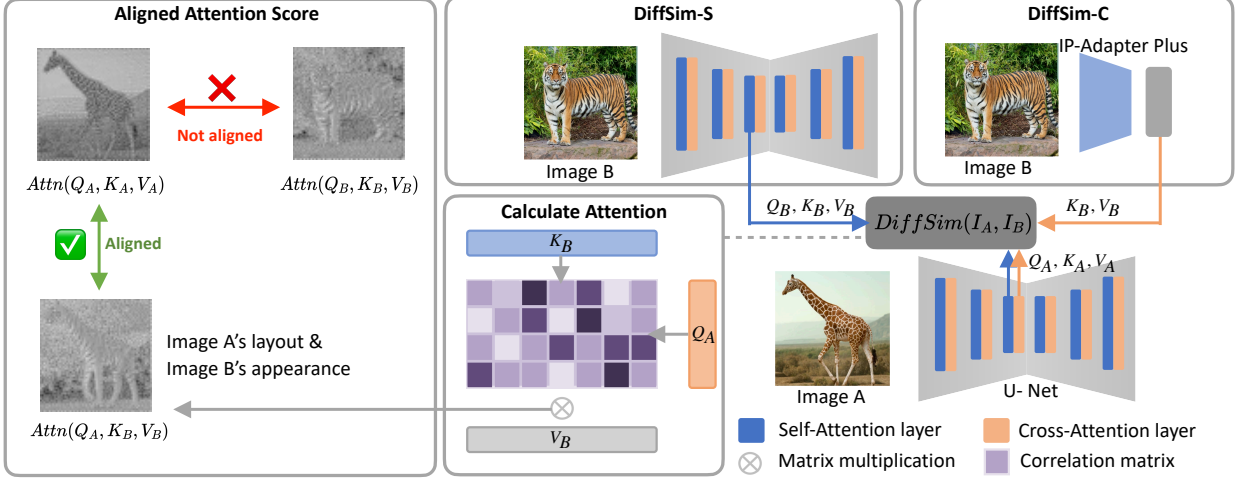 Aligned Attention Score
Not aligned
Attn(Q_A, K_A, V_A)
Attn(Q_B, K_B, V_B)
Aligned
Image A's layout &
Image B's appearance
Attn(Q_A, K_B, V_B)
DiffSim-S
Image B
DiffSim-C
IP-Adapter Plus
Image B
Q_B, K_B, V_B
K_B, V_B
DiffSim(I_A, I_B)
Q_A, K_A, V_A
Calculate Attention
K_B
Q_A
V_B
Image A
U- Net
Self-Attention layer
Cross-Attention layer
Matrix multiplication
Correlation matrix